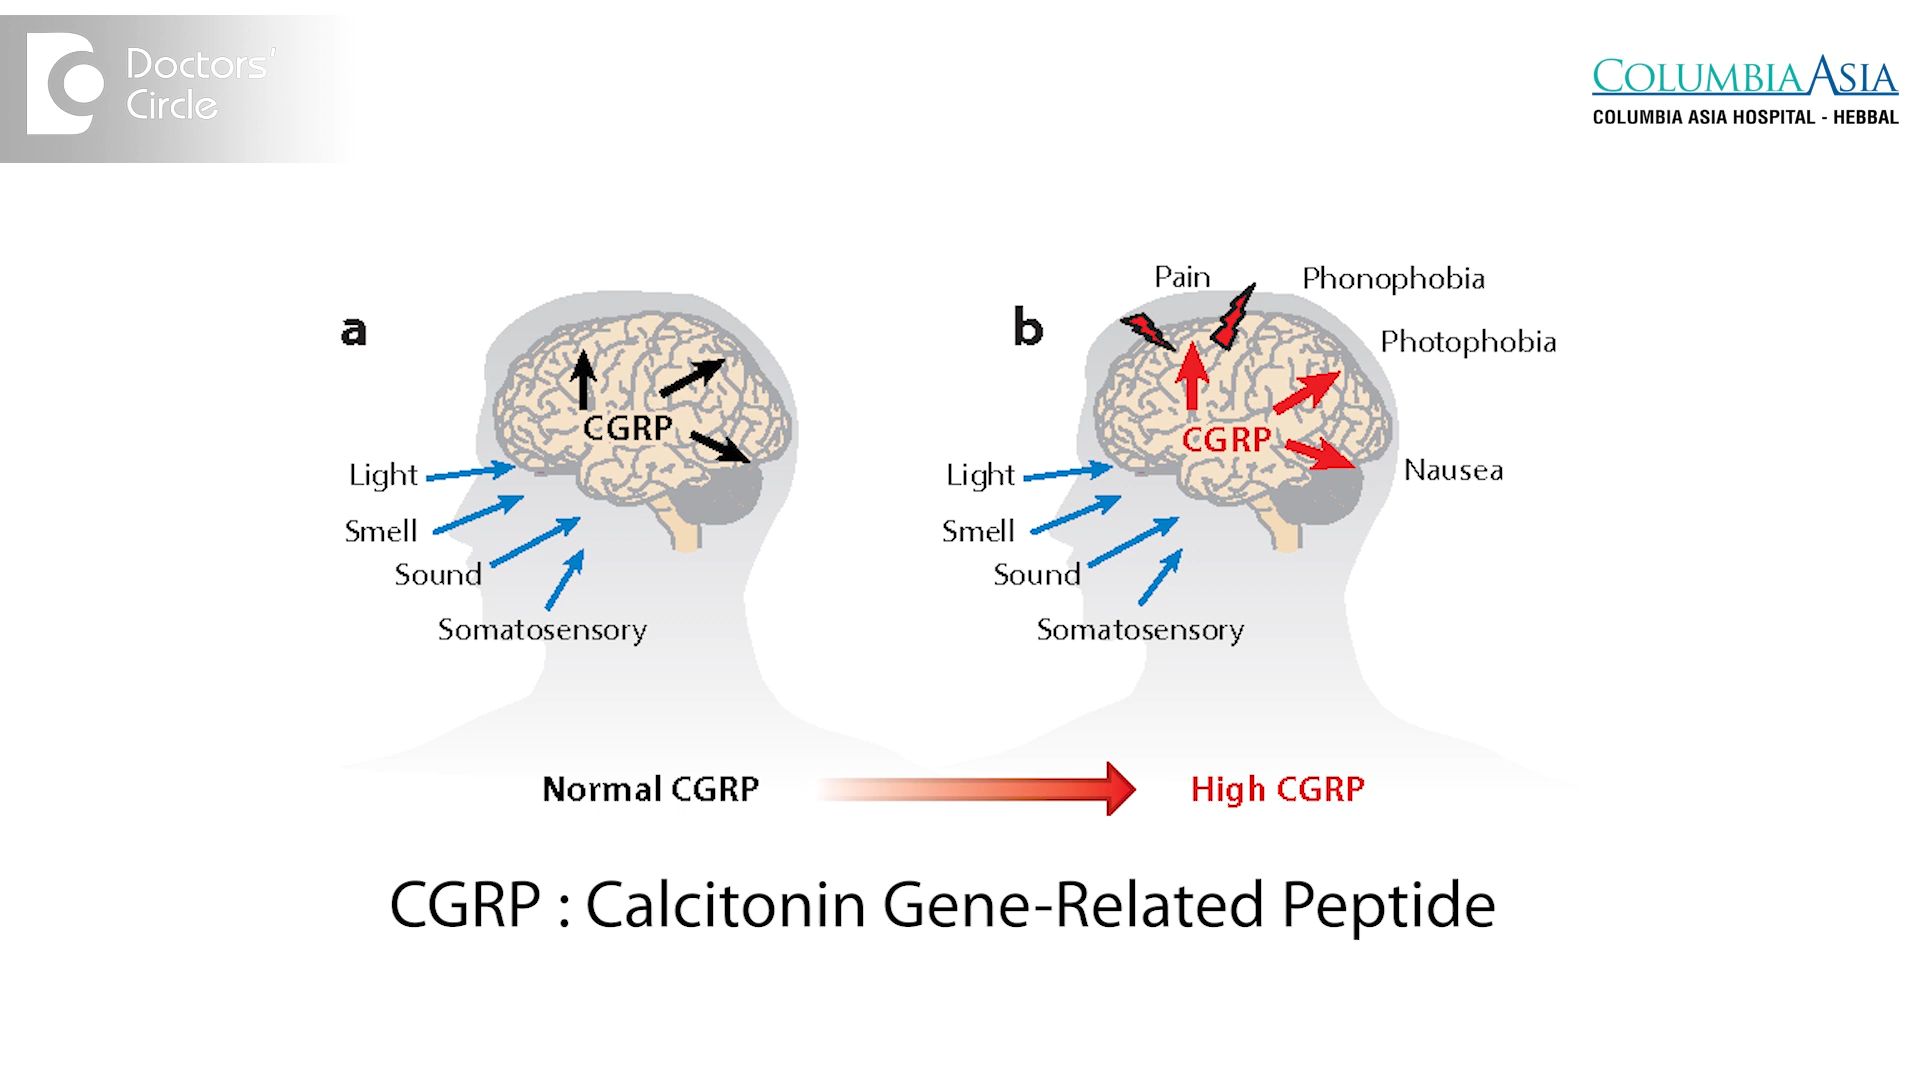 Doctors'
Circle
COLUMBIA ASIA
COLUMBIA ASIA HOSPITAL - HEBBAL
a
CGRP
Light
Smell
Sound
Somatosensory
b
Pain
Phonophobia
Photophobia
CGRP
Nausea
Light
Smell
Sound
Somatosensory
Normal CGRP
High CGRP
CGRP : Calcitonin Gene-Related Peptide